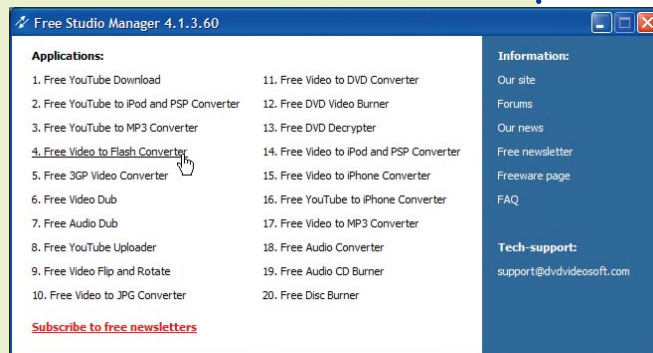 Free Studio Manager 4.1.3.60
Applications:
1. Free YouTube Download
2. Free YouTube to iPod and PSP Converter
3. Free YouTube to MP3 Converter
4. Free Video to Flash Converter
5. Free 3GP Video Converter
6. Free Video Dub
7. Free Audio Dub
8. Free YouTube Uploader
9. Free Video Flip and Rotate
10. Free Video to JPG Converter
11. Free Video to DVD Converter
12. Free DVD Video Burner
13. Free DVD Decrypter
14. Free Video to iPod and PSP Converter
15. Free Video to iPhone Converter
16. Free YouTube to iPhone Converter
17. Free Video to MP3 Converter
18. Free Audio Converter
19. Free Audio CD Burner
20. Free Disc Burner
Subscribe to free newsletters
Information:
Our site
Forums
Our news
Free newsletter
Freeware page
FAQ
Tech-support:
support@dvdvideosoft.com